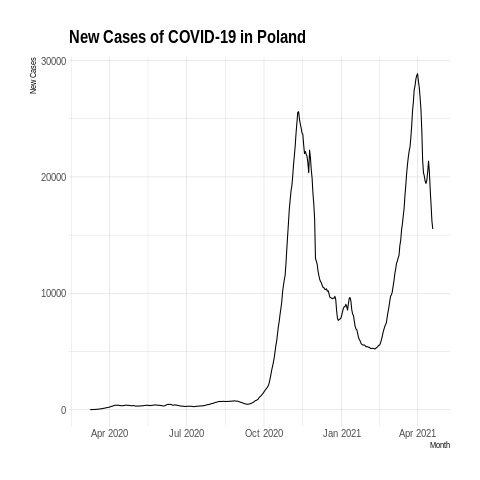 New Cases of COVID-19 in Poland
New Cases
30000
20000
10000
0
Apr 2020 Jul 2020 Oct 2020 Jan 2021 Apr 2021
Month